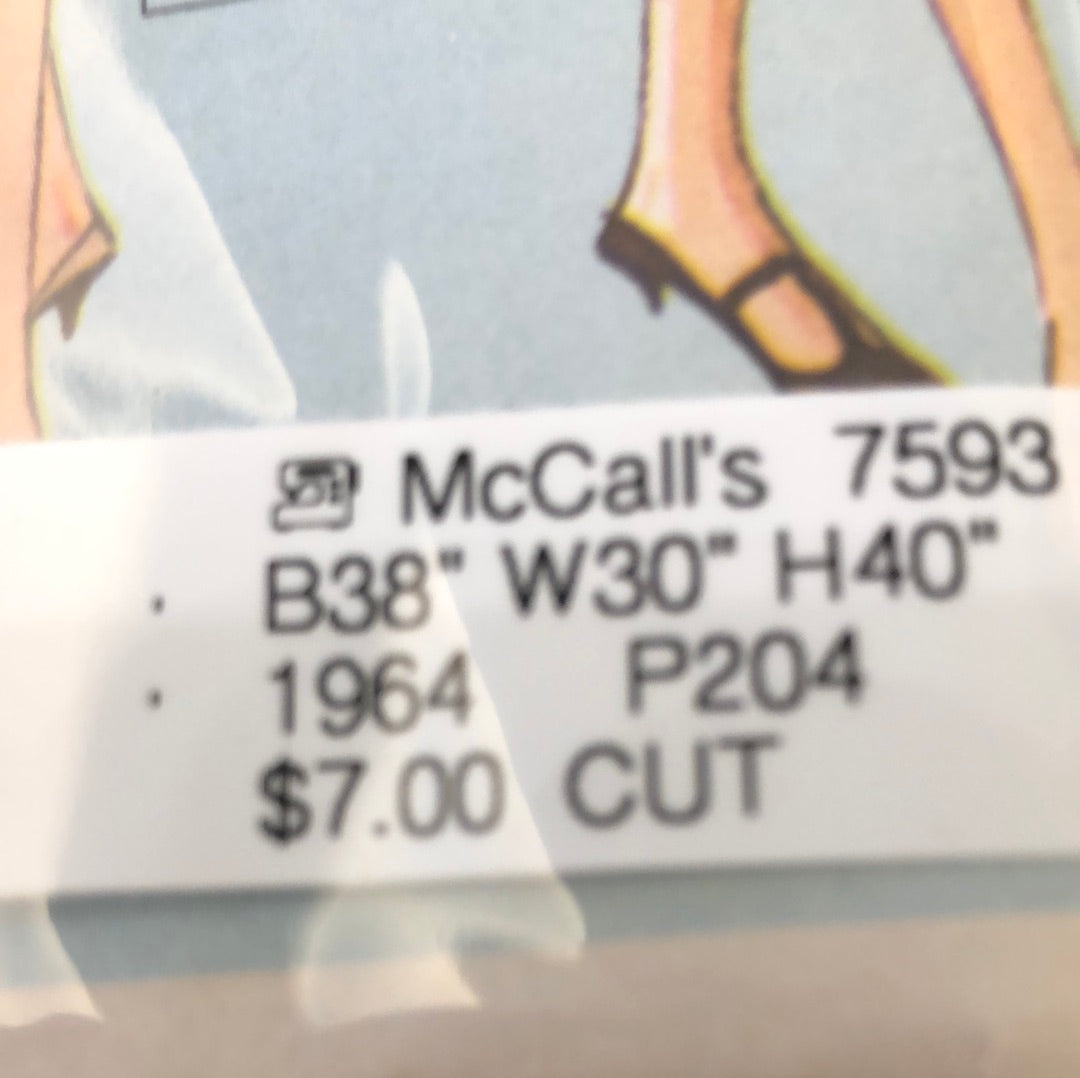 McCall's 7593
B38" W30" H40"
1964 P204
$7.00 CUT